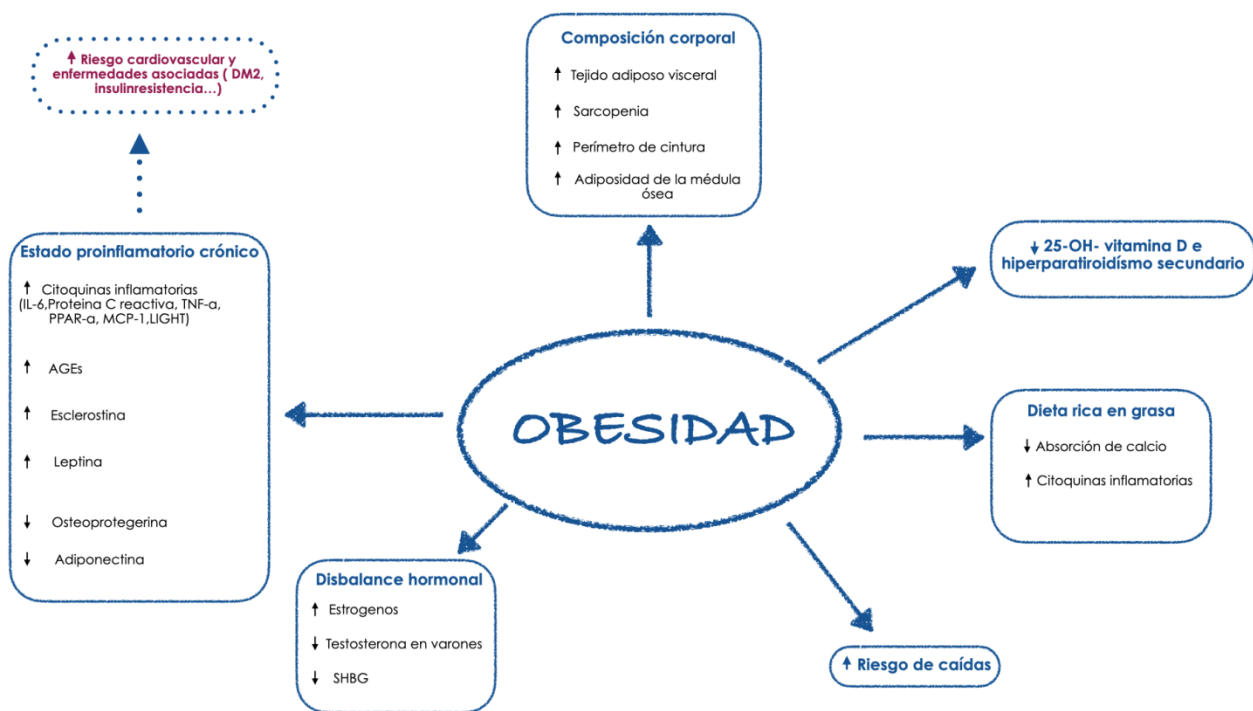 ↑ Riesgo cardiovascular y
enfermedades asociadas ( DM2,
insulinresistencia...)
Composición corporal
↑ Tejido adiposo visceral
↑ Sarcopenia
↑ Perímetro de cintura
↑ Adiposidad de la médula
ósea
Estado proinflamatorio crónico
↑ Citoquinas inflamatorias
(IL-6,Proteina C reactiva, TNF-a,
PPAR-a, MCP-1,LIGHT)
↑ AGEs
↑ Esclerostina
↑ Leptina
↓ Osteoprotegerina
↓ Adiponectina
↓ 25-OH- vitamina D e
hiperparatiroidísmo secundario
OBESIDAD
Dieta rica en grasa
↓ Absorción de calcio
↑ Citoquinas inflamatorias
Disbalance hormonal
↑ Estrogenos
↓ Testosterona en varones
↓ SHBG
↑ Riesgo de caídas